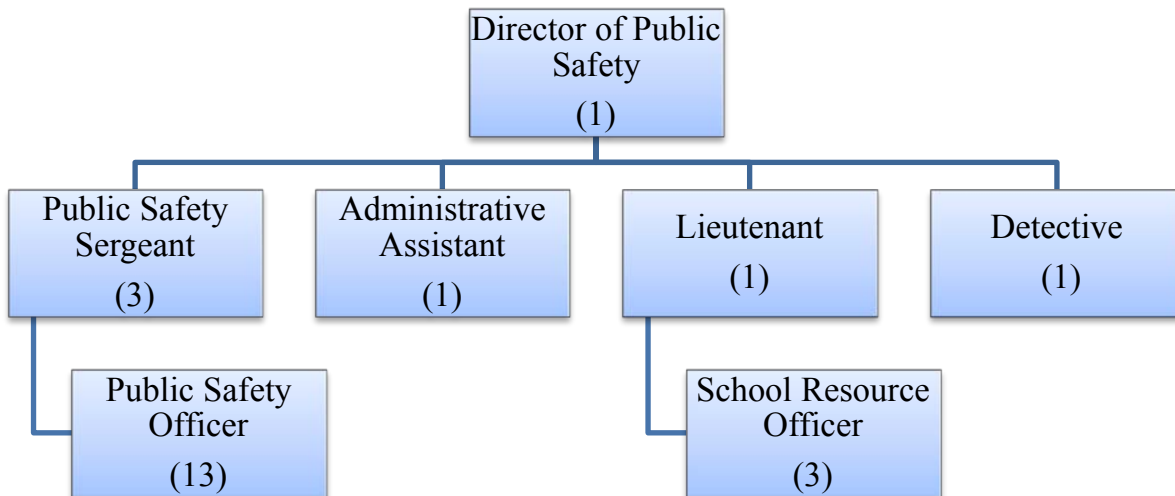 Director of Public
Safety
(1)
Public Safety
Sergeant
(3)
Administrative
Assistant
(1)
Lieutenant
(1)
Detective
(1)
Public Safety
Officer
(13)
School Resource
Officer
(3)